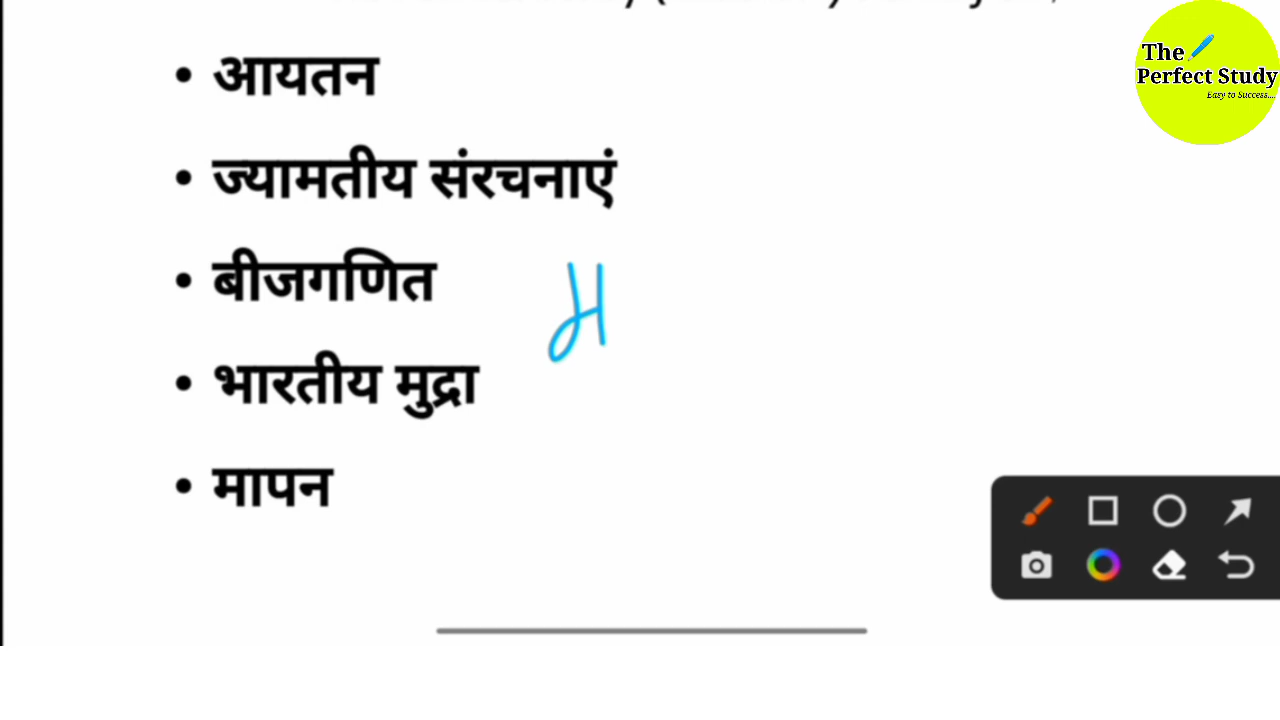 • आयतन
• ज्यामतीय संरचनाएं
• बीजगणित
• भारतीय मुद्रा
• मापन
The
Perfect Study
Easy to Success....